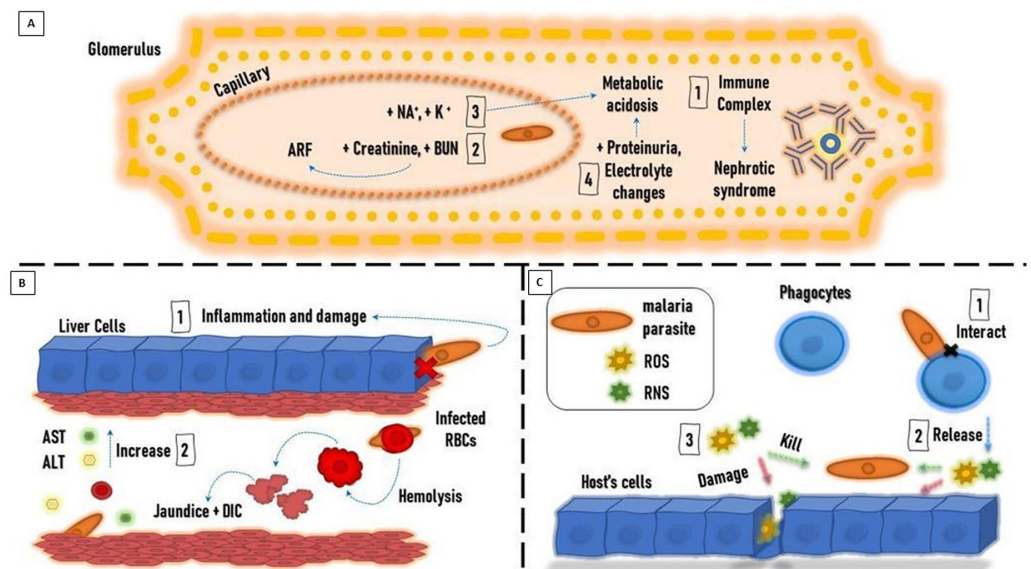 A
Glomerulus
Capillary
+ NA⁺, + K⁺
3
+ Creatinine, + BUN
2
ARF
Metabolic
acidosis
+ Proteinuria,
Electrolyte
changes
4
1
Immune
Complex
Nephrotic
syndrome
B
1
Inflammation and damage
Liver Cells
Infected
RBCs
AST
ALT
Increase
2
Hemolysis
Jaundice + DIC
C
malaria
parasite
ROS
RNS
Phagocytes
1
Interact
2
Release
3
Kill
Damage
Host's cells